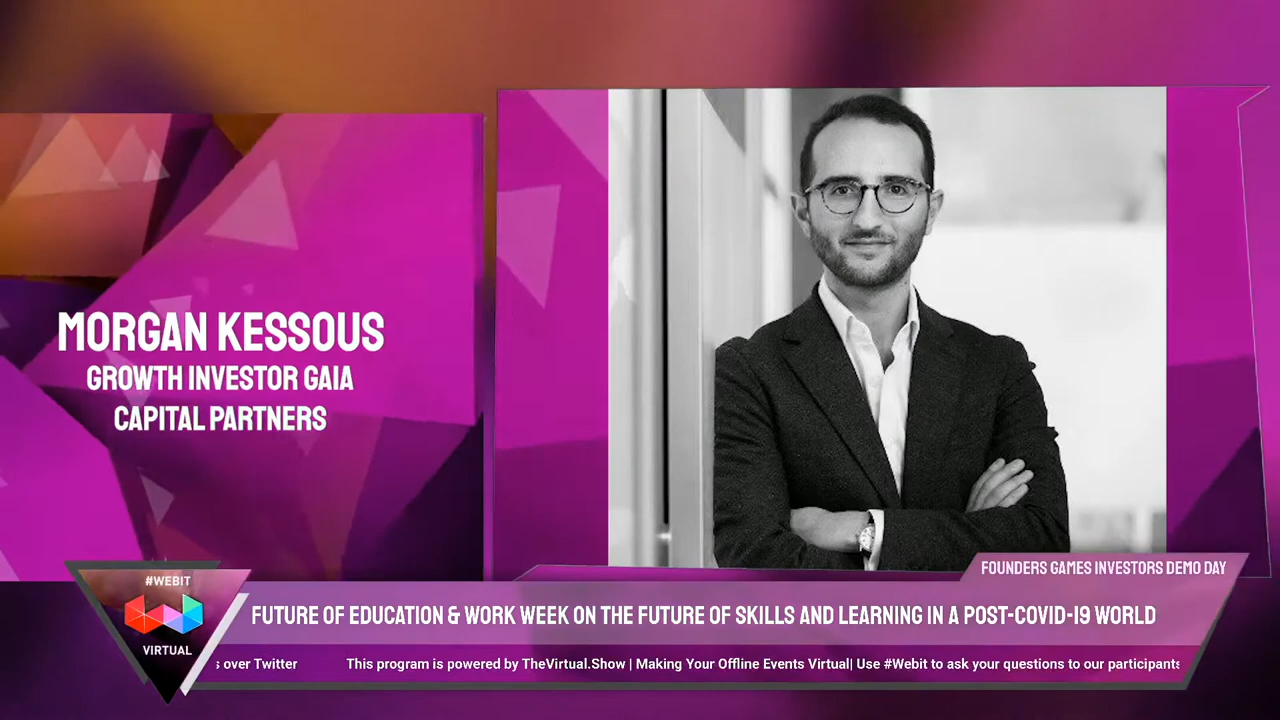 MORGAN KESSOUS
GROWTH INVESTOR GAIA
CAPITAL PARTNERS
FOUNDERS GAMES INVESTORS DEMO DAY
#WEBIT
VIRTUAL
FUTURE OF EDUCATION & WORK WEEK ON THE FUTURE OF SKILLS AND LEARNING IN A POST-COVID-19 WORLD
s over Twitter This program is powered by TheVirtual.Show | Making Your Offline Events Virtual| Use #Webit to ask your questions to our participants